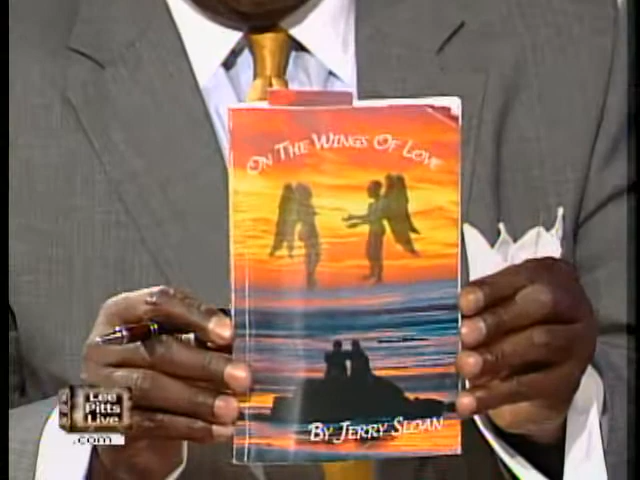 ON THE WINGS OF LOVE
BY JERRY SLOAN
Lee
Pitts
Live
.com